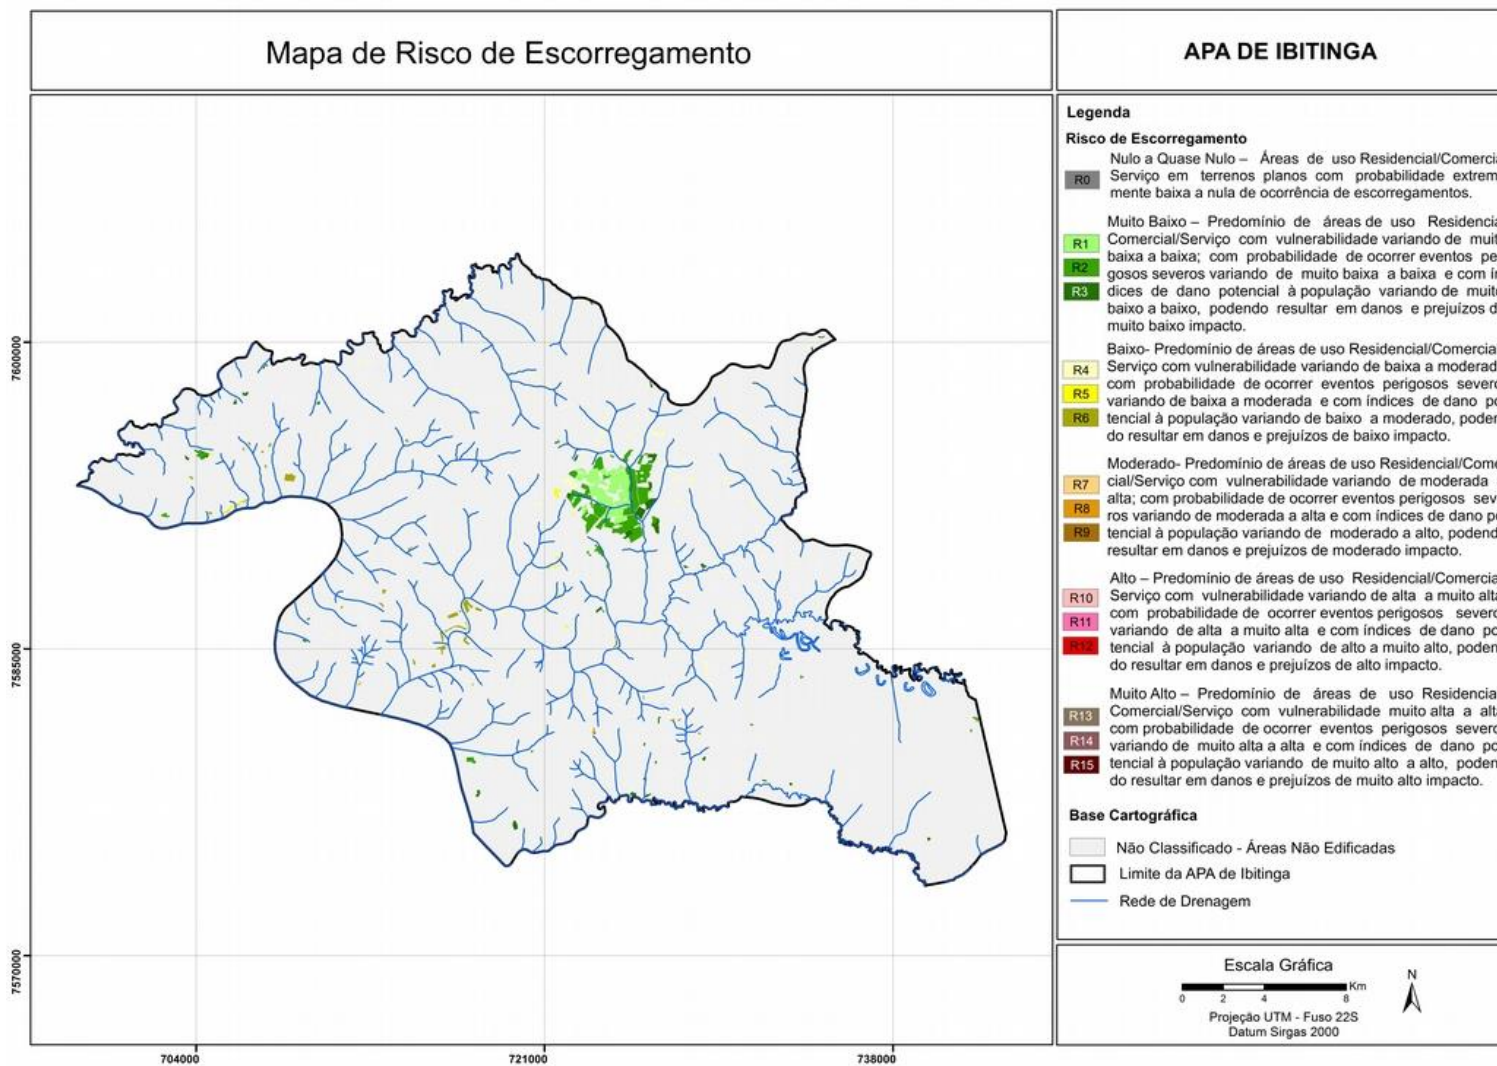 Mapa de Risco de Escorregamento
APA DE IBITINGA
7600000
7585000
7570000
704000
721000
738000
Legenda
Risco de Escorregamento
Nulo a Quase Nulo – Áreas de uso Residencial/Comercia
R0 Serviço em terrenos planos com probabilidade extrem
mente baixa a nula de ocorrência de escorregamentos.
Muito Baixo – Predomínio de áreas de uso Residencia
R1 Comercial/Serviço com vulnerabilidade variando de muit
baixa a baixa; com probabilidade de ocorrer eventos pe
R2 gosos severos variando de muito baixa a baixa e com ín
R3 dices de dano potencial à população variando de muito
baixo a baixo, podendo resultar em danos e prejuízos d
muito baixo impacto.
Baixo- Predomínio de áreas de uso Residencial/Comercial
R4 Serviço com vulnerabilidade variando de baixa a moderad
com probabilidade de ocorrer eventos perigosos severo
R5 variando de baixa a moderada e com índices de dano po
R6 tencial à população variando de baixo a moderado, poden
do resultar em danos e prejuízos de baixo impacto.
Moderado- Predomínio de áreas de uso Residencial/Come
R7 cial/Serviço com vulnerabilidade variando de moderada
alta; com probabilidade de ocorrer eventos perigosos sev
R8 ros variando de moderada a alta e com índices de dano po
R9 tencial à população variando de moderado a alto, podend
resultar em danos e prejuízos de moderado impacto.
Alto – Predomínio de áreas de uso Residencial/Comercia
R10 Serviço com vulnerabilidade variando de alta a muito alta
com probabilidade de ocorrer eventos perigosos severo
R11 variando de alta a muito alta e com índices de dano po
R12 tencial à população variando de alto a muito alto, poden
do resultar em danos e prejuízos de alto impacto.
Muito Alto – Predomínio de áreas de uso Residencia
R13 Comercial/Serviço com vulnerabilidade muito alta a alta
com probabilidade de ocorrer eventos perigosos severo
R14 variando de muito alta a alta e com índices de dano po
R15 tencial à população variando de muito alto a alto, poden
do resultar em danos e prejuízos de muito alto impacto.
Base Cartográfica
Não Classificado - Áreas Não Edificadas
Limite da APA de Ibitinga
Rede de Drenagem
Escala Gráfica
Km
0 2 4 8
N
Projeção UTM - Fuso 22S
Datum Sirgas 2000